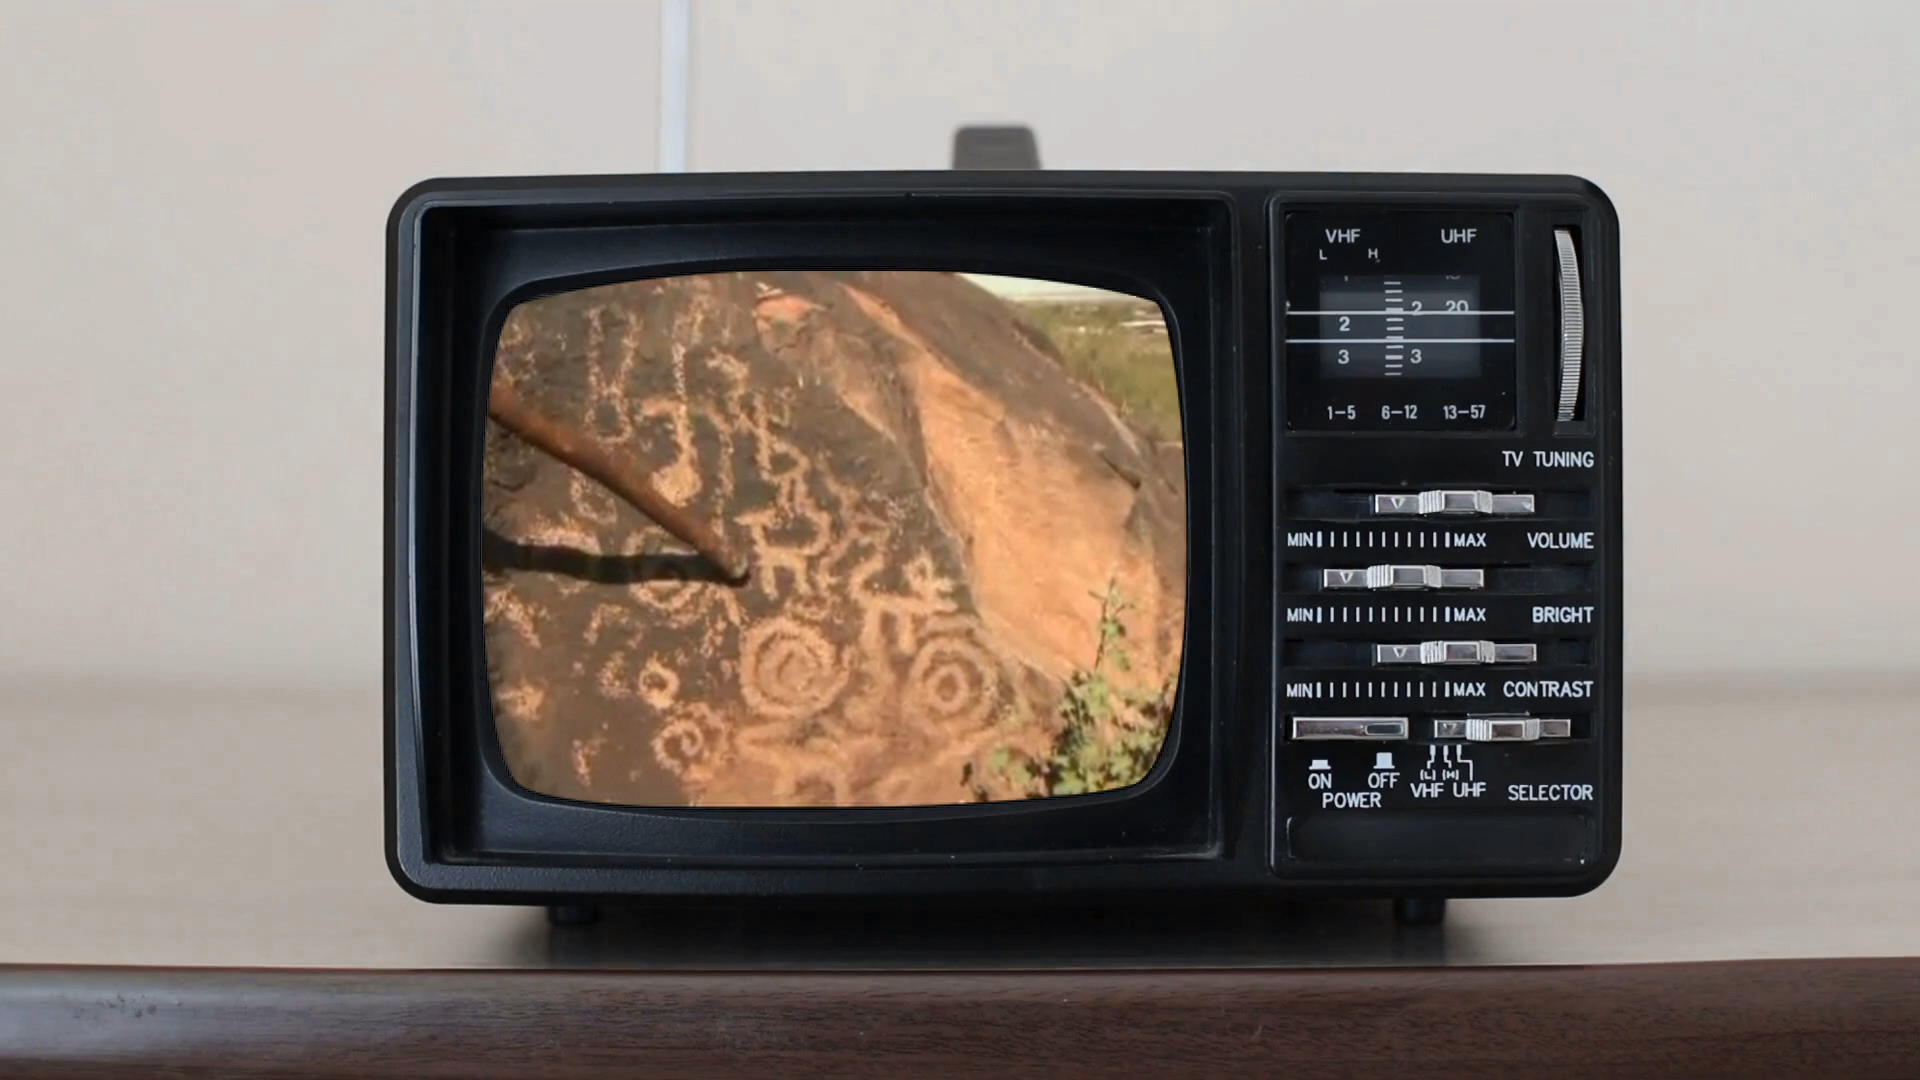 VHF UHF
L H
2 20
2
3 3
1-5 6-12 13-57
TV TUNING
MIN MAX VOLUME
MIN MAX BRIGHT
MIN MAX CONTRAST
ON OFF (L) (H)
VHF UHF
POWER SELECTOR